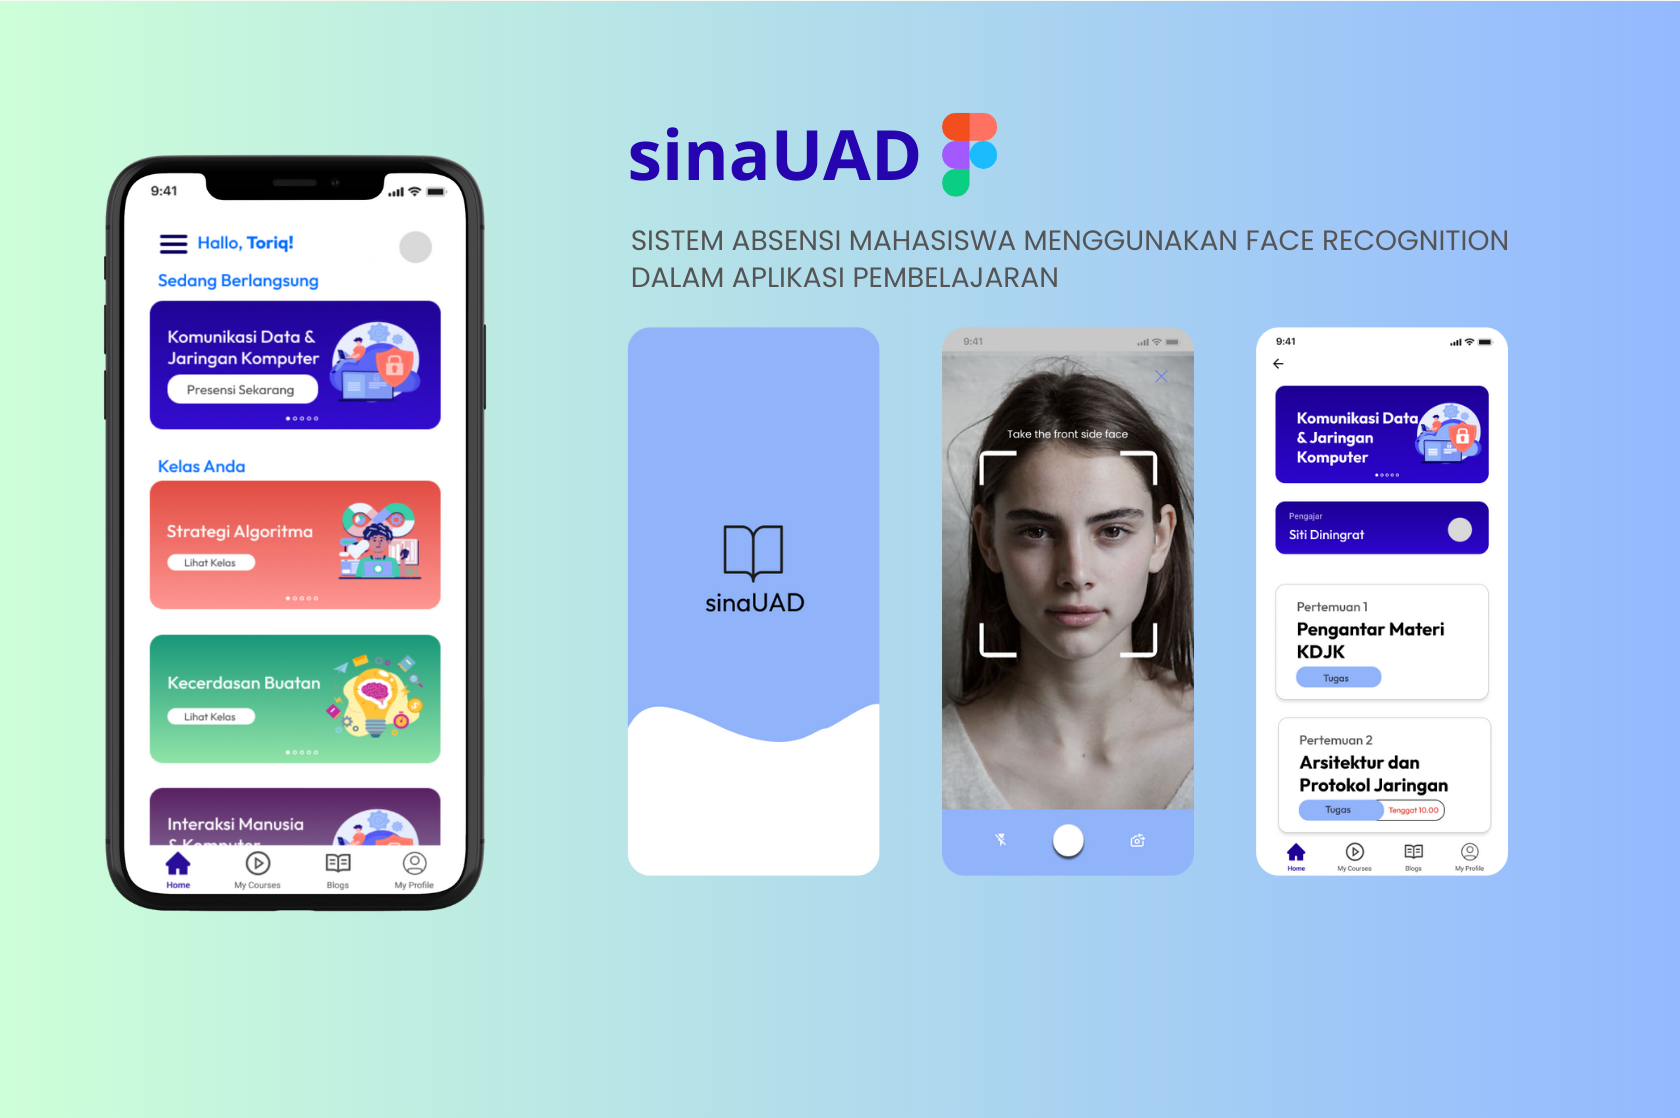 sinaUAD
SISTEM ABSENSI MAHASISWA MENGGUNAKAN FACE RECOGNITION
DALAM APLIKASI PEMBELAJARAN
9:41
Hallo, Toriq!
Sedang Berlangsung
Komunikasi Data &
Jaringan Komputer
Presensi Sekarang
Kelas Anda
Strategi Algoritma
Lihat Kelas
Kecerdasan Buatan
Lihat Kelas
Interaksi Manusia
& Komputer
Home
My Courses
Blogs
My Profile
sinaUAD
9:41
Take the front side face
9:41
Komunikasi Data
& Jaringan
Komputer
Pengajar
Siti Diningrat
Pertemuan 1
Pengantar Materi
KDJK
Tugas
Pertemuan 2
Arsitektur dan
Protokol Jaringan
Tugas
Tenggat 10.00
Home
My Courses
Blogs
My Profile